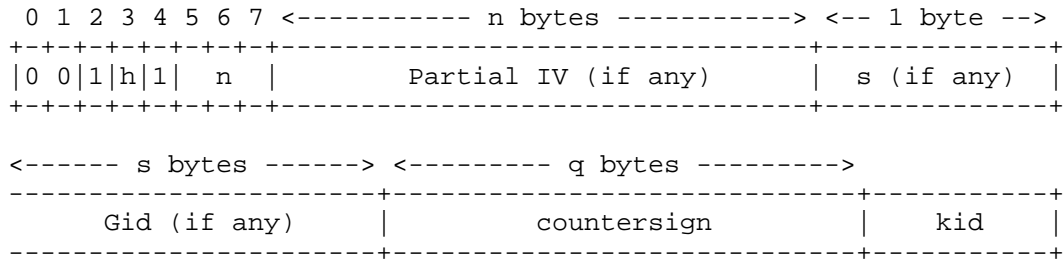 0 1 2 3 4 5 6 7 <----------- n bytes -----------> <-- 1 byte -->
+-+-+-+-+-+-+-+-+---------------------------------+--------------+
|0 0|1|h|1|  n  |        Partial IV (if any)      |  s (if any)  |
+-+-+-+-+-+-+-+-+---------------------------------+--------------+

<------ s bytes ------> <--------- q bytes --------->
-----------------------+-----------------------------+-----------+
      Gid (if any)     |         countersign         |    kid    |
-------------------------+-----------------------------+-----------+